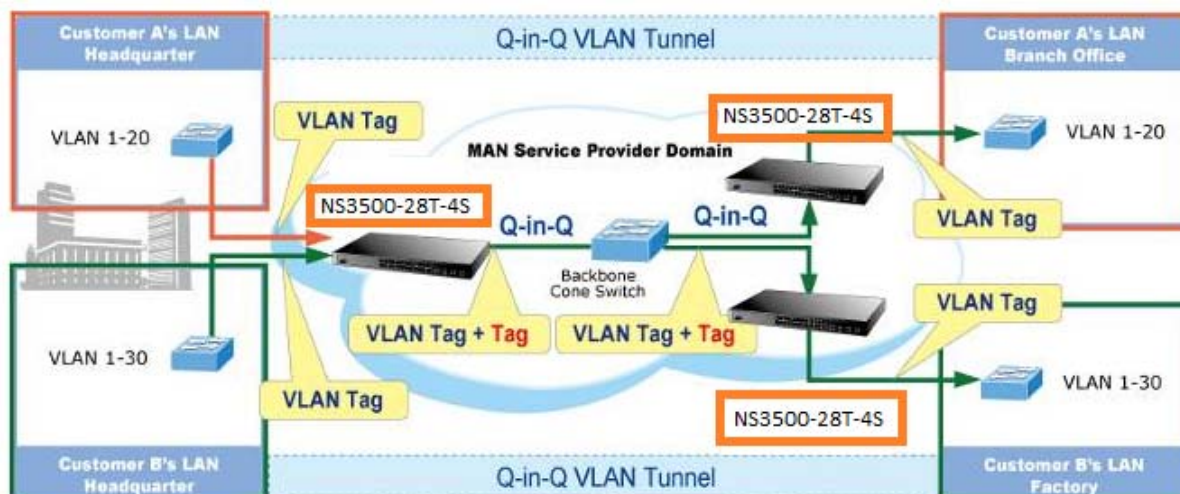 Customer A's LAN
Headquarter
Q-in-Q VLAN Tunnel
Customer A's LAN
Branch Office
VLAN 1-20
VLAN Tag
MAN Service Provider Domain
NS3500-28T-4S
VLAN 1-20
NS3500-28T-4S
Q-in-Q
Q-in-Q
VLAN Tag
Backbone
Cone Switch
VLAN Tag
VLAN Tag + Tag
VLAN Tag + Tag
VLAN 1-30
VLAN Tag
NS3500-28T-4S
VLAN 1-30
Customer B's LAN
Headquarter
Q-in-Q VLAN Tunnel
Customer B's LAN
Factory